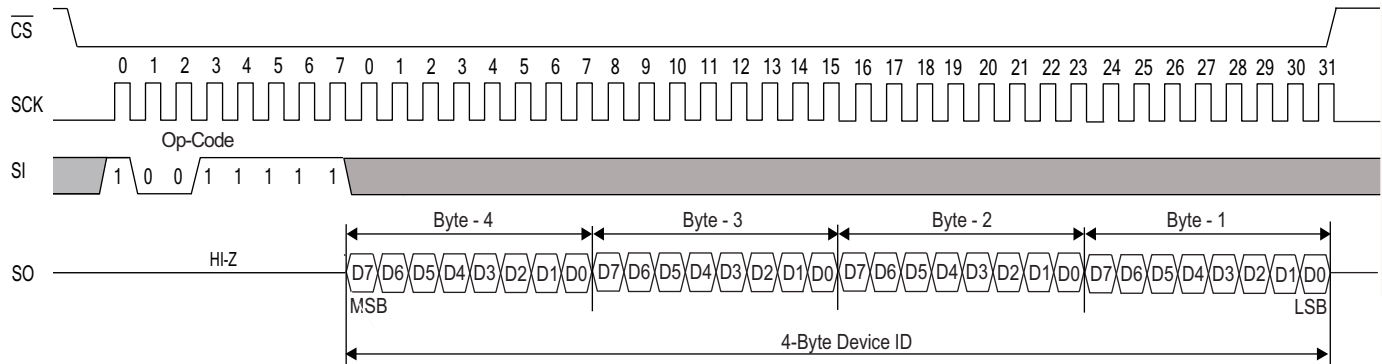 CS
0 1 2 3 4 5 6 7 0 1 2 3 4 5 6 7 8 9 10 11 12 13 14 15 16 17 18 19 20 21 22 23 24 25 26 27 28 29 30 31
SCK
Op-Code
SI 1 0 0 1 1 1 1 1
Byte - 4 Byte - 3 Byte - 2 Byte - 1
HI-Z
SO D7 D6 D5 D4 D3 D2 D1 D0 D7 D6 D5 D4 D3 D2 D1 D0 D7 D6 D5 D4 D3 D2 D1 D0 D7 D6 D5 D4 D3 D2 D1 D0
MSB LSB
4-Byte Device ID